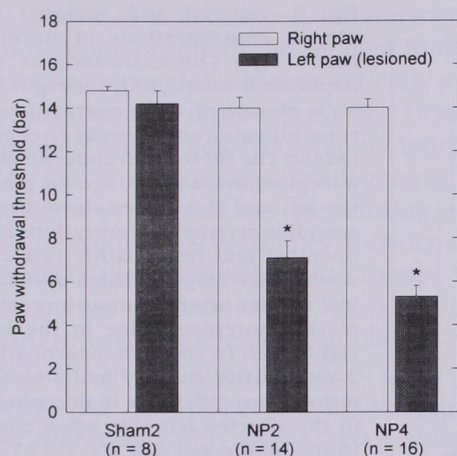 18
16
14
12
10
8
6
4
2
0
Paw withdrawal threshold (bar)
Right paw
Left paw (lesioned)
★
★
Sham2
(n = 8)
NP2
(n = 14)
NP4
(n = 16)